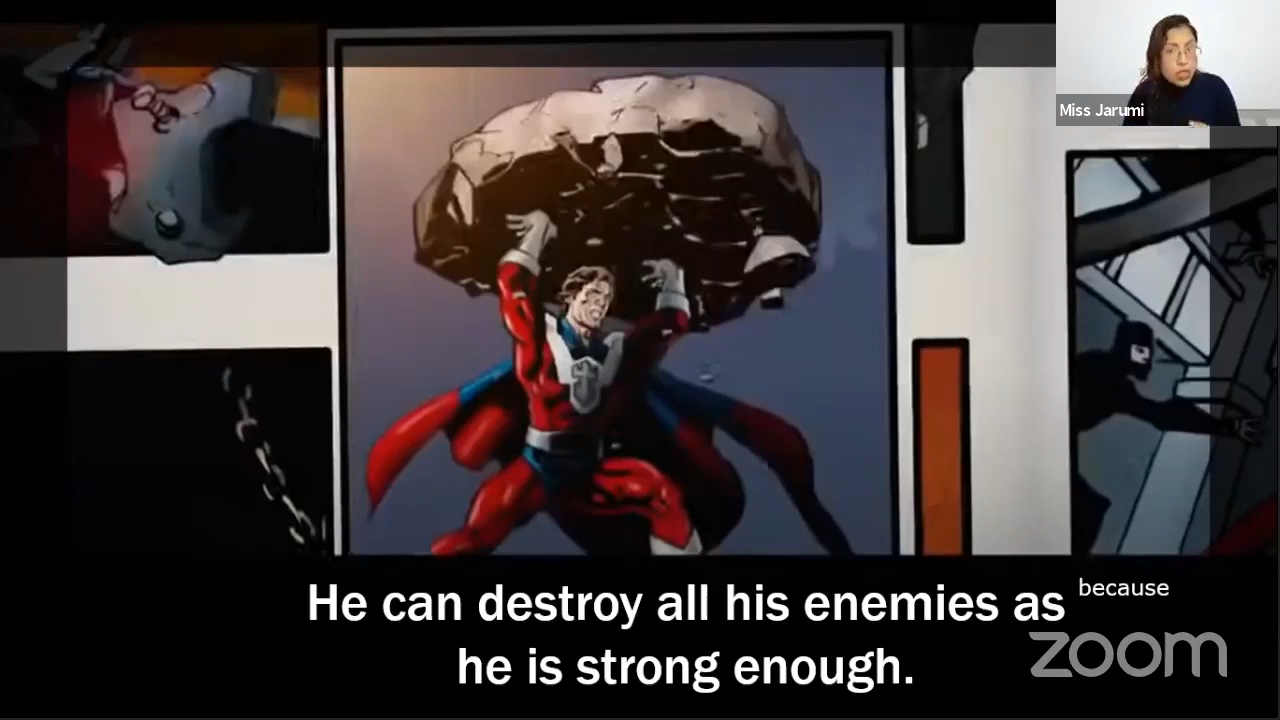 Miss Jarumi
He can destroy all his enemies as because
he is strong enough.
zoom